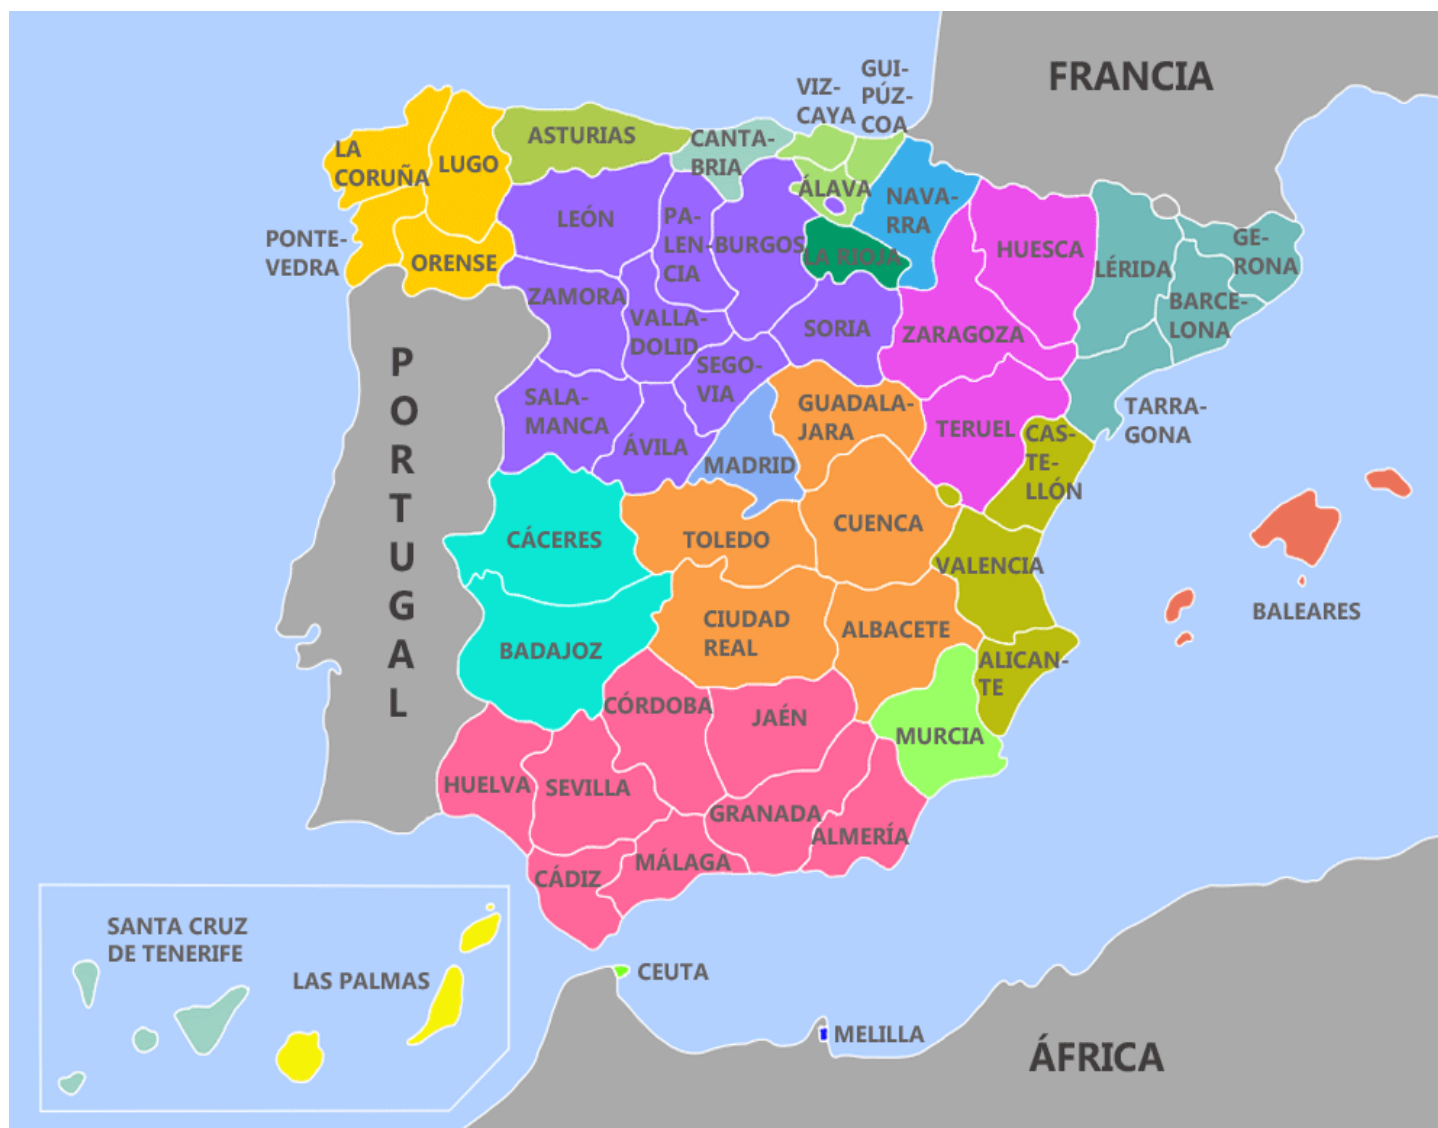 FRANCIA
VIZ-
CAYA
GUI-
PÚZ-
COA
ASTURIAS
CANTA-
BRIA
LA
CORUÑA
LUGO
ÁLAVA
NAVA-
RRA
LEÓN
PA-
LEN-
CIA
BURGOS
LA RIOJA
HUESCA
LÉRIDA
GE-
RONA
PONTE-
VEDRA
ORENSE
ZAMORA
VALLA-
DOLID
SORIA
ZARAGOZA
BARCE-
LONA
SEGO-
VIA
SALA-
MANCA
ÁVILA
GUADALA-
JARA
TERUEL
CAS-
TE-
LLÓN
TARRA-
GONA
MADRID
P
O
R
T
U
G
A
L
CÁCERES
TOLEDO
CUENCA
VALENCIA
BALEARES
BADAJOZ
CIUDAD
REAL
ALBACETE
ALICAN-
TE
CÓRDOBA
JAÉN
MURCIA
HUELVA
SEVILLA
GRANADA
ALMERÍA
MÁLAGA
CÁDIZ
SANTA CRUZ
DE TENERIFE
LAS PALMAS
CEUTA
MELILLA
ÁFRICA